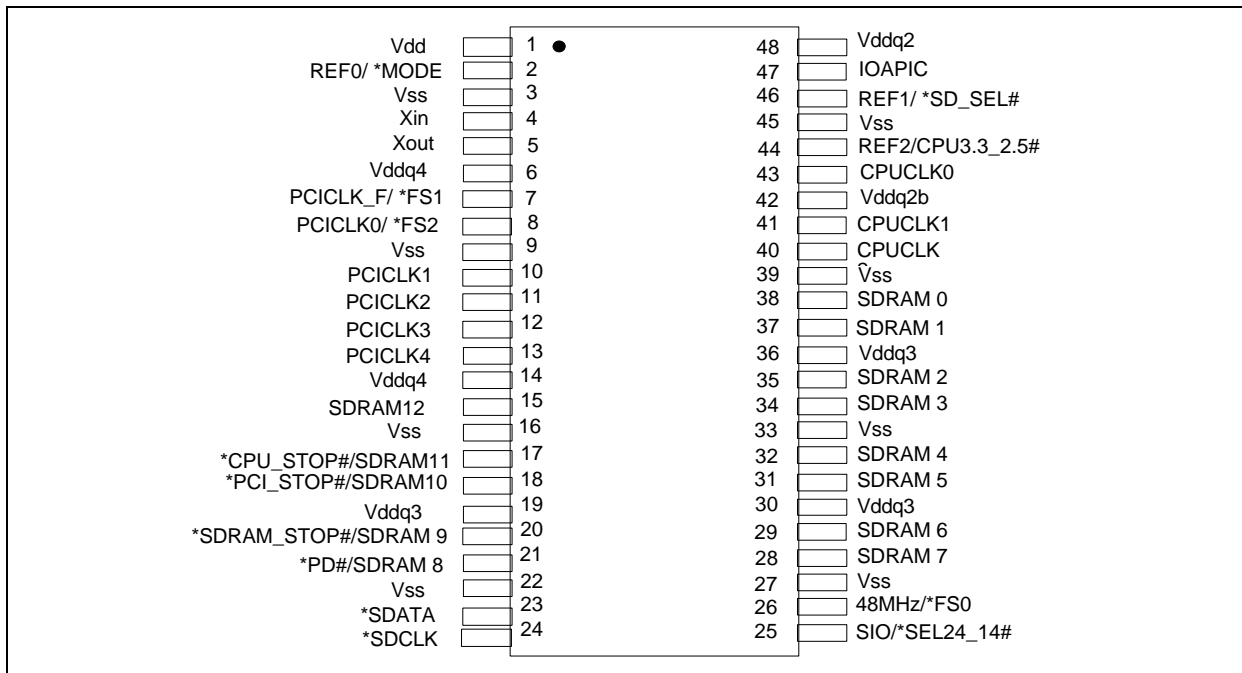 Vdd 1 48 Vddq2
REF0/ *MODE 2 47 IOAPIC
Vss 3 46 REF1/ *SD_SEL#
Xin 4 45 Vss
Xout 5 44 REF2/CPU3.3_2.5#
Vddq4 6 43 CPUCLK0
PCICLK_F/ *FS1 7 42 Vddq2b
PCICLK0/ *FS2 8 41 CPUCLK1
Vss 9 40 CPUCLK
PCICLK1 10 39 Vss
PCICLK2 11 38 SDRAM 0
PCICLK3 12 37 SDRAM 1
PCICLK4 13 36 Vddq3
Vddq4 14 35 SDRAM 2
SDRAM12 15 34 SDRAM 3
Vss 16 33 Vss
*CPU_STOP#/SDRAM11 17 32 SDRAM 4
*PCI_STOP#/SDRAM10 18 31 SDRAM 5
Vddq3 19 30 Vddq3
*SDRAM_STOP#/SDRAM 9 20 29 SDRAM 6
*PD#/SDRAM 8 21 28 SDRAM 7
Vss 22 27 Vss
*SDATA 23 26 48MHz/*FS0
*SDCLK 24 25 SIO/*SEL24_14#